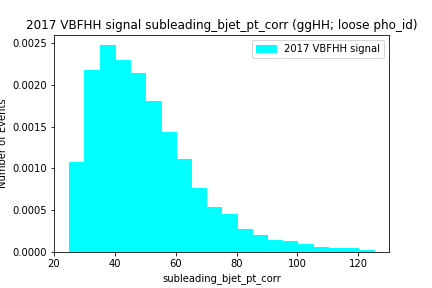 2017 VBFHH signal subleading_bjet_pt_corr (ggHH; loose pho_id)
2017 VBFHH signal
0.0025
0.0020
0.0015
0.0010
0.0005
0.0000
Number of Events
20 40 60 80 100 120
subleading_bjet_pt_corr